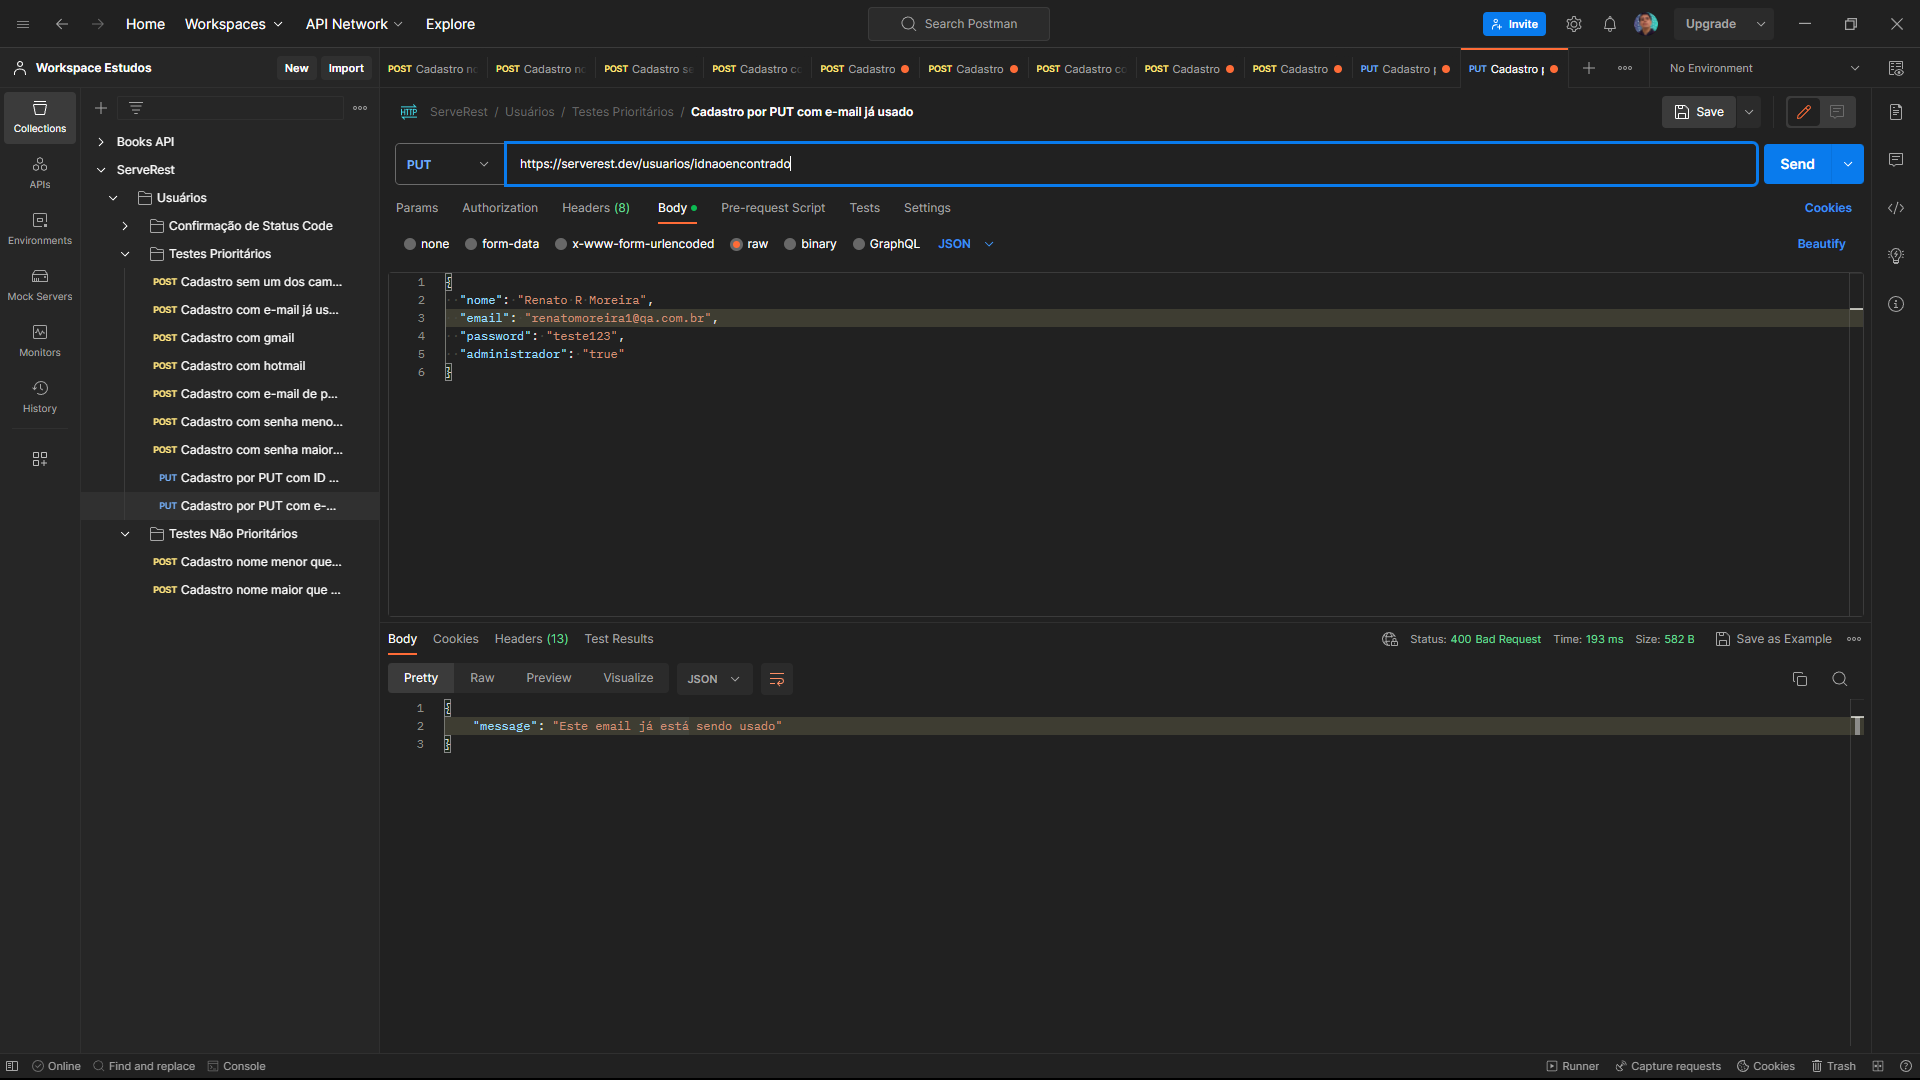 Home Workspaces API Network Explore Search Postman Invite Upgrade
Workspace Estudos New Import
POST Cadastro no POST Cadastro no POST Cadastro se POST Cadastro co POST Cadastro POST Cadastro POST Cadastro co POST Cadastro POST Cadastro PUT Cadastro p PUT Cadastro p No Environment
Collections
APIs
Environments
Mock Servers
Monitors
History
Books API
ServeRest
Usuários
Confirmação de Status Code
Testes Prioritários
POST Cadastro sem um dos cam...
POST Cadastro com e-mail já us...
POST Cadastro com gmail
POST Cadastro com hotmail
POST Cadastro com e-mail de p...
POST Cadastro com senha meno...
POST Cadastro com senha maior...
PUT Cadastro por PUT com ID ...
PUT Cadastro por PUT com e-...
Testes Não Prioritários
POST Cadastro nome menor que...
POST Cadastro nome maior que ...
HTTP ServeRest / Usuários / Testes Prioritários / Cadastro por PUT com e-mail já usado Save
PUT https://serverest.dev/usuarios/idnaoencontrado Send
Params Authorization Headers (8) Body Pre-request Script Tests Settings Cookies
none form-data x-www-form-urlencoded raw binary GraphQL JSON Beautify
1 {
2 "nome": "Renato R Moreira",
3 "email": "renatomoreira1@qa.com.br",
4 "password": "teste123",
5 "administrador": "true"
6 }
Body Cookies Headers (13) Test Results Status: 400 Bad Request Time: 193 ms Size: 582 B Save as Example
Pretty Raw Preview Visualize JSON
1 {
2 "message": "Este email já está sendo usado"
3 }
Online Find and replace Console Runner Capture requests Cookies Trash